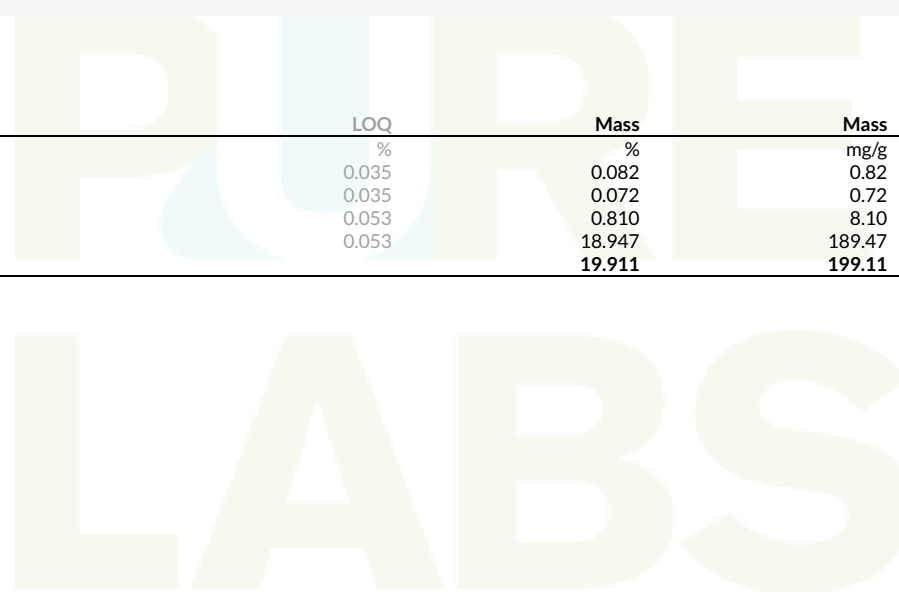 PURE
LOQ Mass Mass
% % mg/g
0.035 0.082 0.82
0.035 0.072 0.72
0.053 0.810 8.10
0.053 18.947 189.47
19.911 199.11
LABS